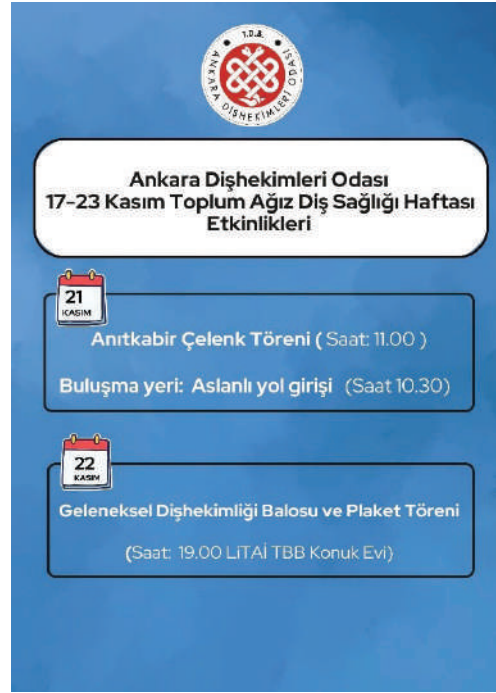 T.D.B.
ANKARA DİŞHEKİMLERİ ODASI
Ankara Dişhekimleri Odası
17-23 Kasım Toplum Ağız Diş Sağlığı Haftası
Etkinlikleri
21
KASIM
Anıtkabir Çelenk Töreni ( Saat: 11.00 )
Buluşma yeri: Aslanlı yol girişi (Saat 10.30)
22
KASIM
Geleneksel Dişhekimliği Balosu ve Plaket Töreni
(Saat: 19.00 LiTAİ TBB Konuk Evi)